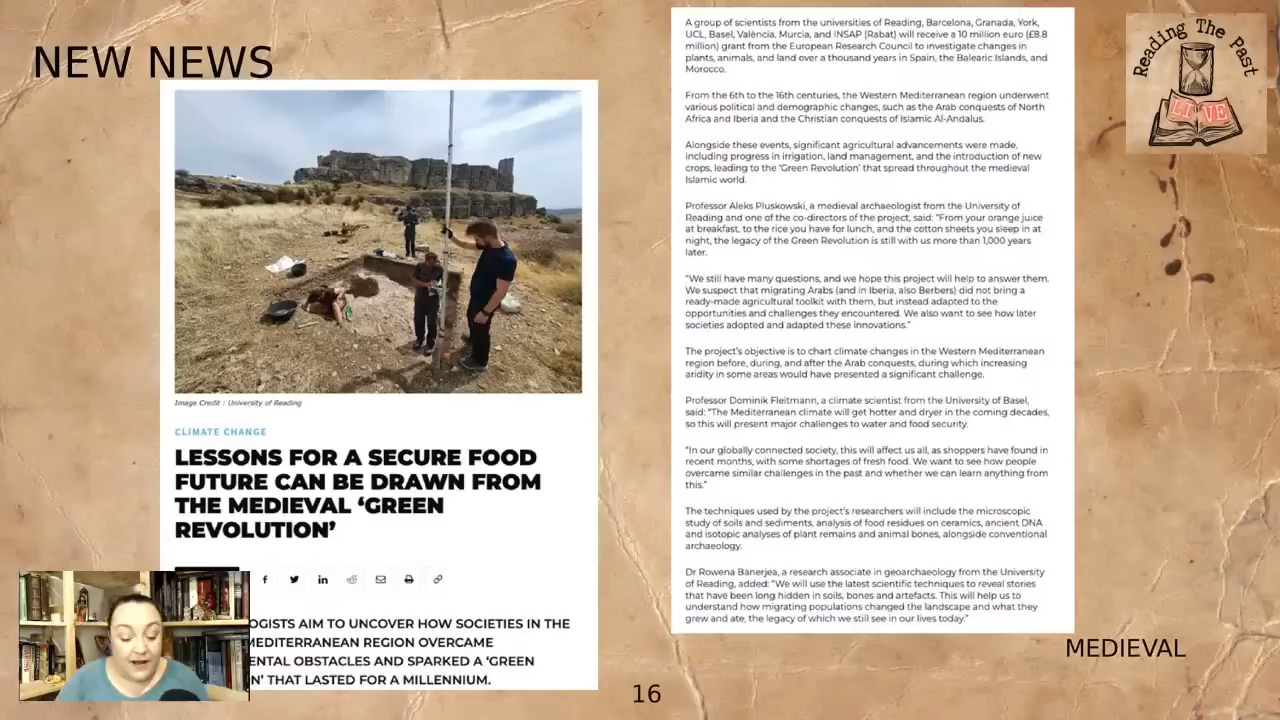 NEW NEWS
Image Credit : University of Reading
CLIMATE CHANGE
LESSONS FOR A SECURE FOOD
FUTURE CAN BE DRAWN FROM
THE MEDIEVAL ‘GREEN
REVOLUTION’
OGISTS AIM TO UNCOVER HOW SOCIETIES IN THE
MEDITERRANEAN REGION OVERCAME
ENTAL OBSTACLES AND SPARKED A ‘GREEN
N’ THAT LASTED FOR A MILLENNIUM.
A group of scientists from the universities of Reading, Barcelona, Granada, York,
UCL, Basel, València, Murcia, and INSAP (Rabat) will receive a 10 million euro (£8.8
million) grant from the European Research Council to investigate changes in
plants, animals, and land over a thousand years in Spain, the Balearic Islands, and
Morocco.
From the 6th to the 16th centuries, the Western Mediterranean region underwent
various political and demographic changes, such as the Arab conquests of North
Africa and Iberia and the Christian conquests of Islamic Al-Andalus.
Alongside these events, significant agricultural advancements were made,
including progress in irrigation, land management, and the introduction of new
crops, leading to the ‘Green Revolution’ that spread throughout the medieval
Islamic world.
Professor Aleks Pluskowski, a medieval archaeologist from the University of
Reading and one of the co-directors of the project, said: “From your orange juice
at breakfast, to the rice you have for lunch, and the cotton sheets you sleep in at
night, the legacy of the Green Revolution is still with us more than 1,000 years
later.
“We still have many questions, and we hope this project will help to answer them.
We suspect that migrating Arabs (and in Iberia, also Berbers) did not bring a
ready-made agricultural toolkit with them, but instead adapted to the
opportunities and challenges they encountered. We also want to see how later
societies adopted and adapted these innovations.”
The project’s objective is to chart climate changes in the Western Mediterranean
region before, during, and after the Arab conquests, during which increasing
aridity in some areas would have presented a significant challenge.
Professor Dominik Fleitmann, a climate scientist from the University of Basel,
said: “The Mediterranean climate will get hotter and dryer in the coming decades,
so this will present major challenges to water and food security.
“In our globally connected society, this will affect us all, as shoppers have found in
recent months, with some shortages of fresh food. We want to see how people
overcame similar challenges in the past and whether we can learn anything from
this.”
The techniques used by the project’s researchers will include the microscopic
study of soils and sediments, analysis of food residues on ceramics, ancient DNA
and isotopic analyses of plant remains and animal bones, alongside conventional
archaeology.
Dr Rowena Banerjea, a research associate in geoarchaeology from the University
of Reading, added: “We will use the latest scientific techniques to reveal stories
that have been long hidden in soils, bones and artefacts. This will help us to
understand how migrating populations changed the landscape and what they
grew and ate, the legacy of which we still see in our lives today.”
Reading The Past
LIVE
MEDIEVAL
16